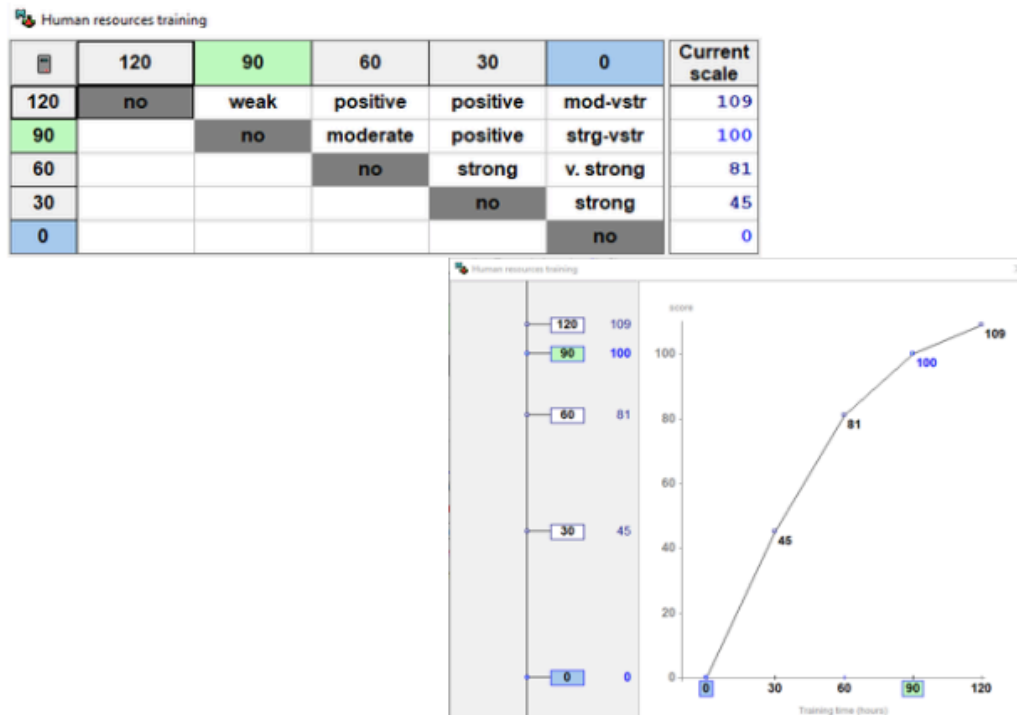 Human resources training
120 90 60 30 0 Current scale
120 no weak positive positive mod-vstr 109
90 no moderate positive strg-vstr 100
60 no strong v. strong 81
30 no strong 45
0 no 0
Human resources training
120 109
90 100
60 81
30 45
0 0
score
100
80
60
40
20
0
109
100
81
45
0 30 60 90 120
Training time (hours)